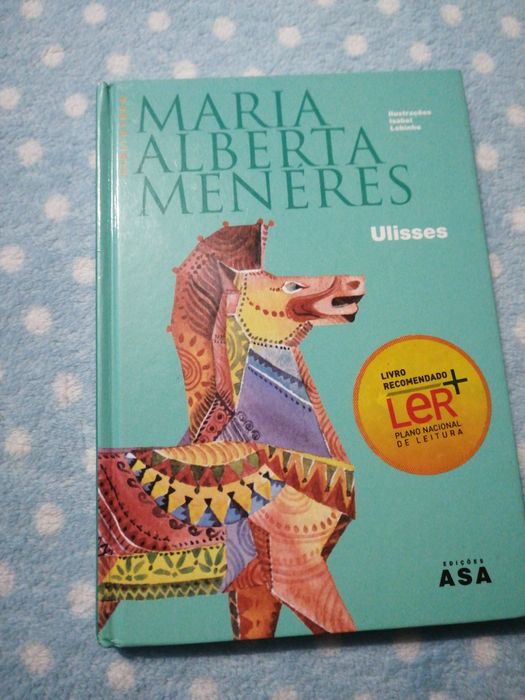 MARIA
ALBERTA
MENÉRES
Ilustrações
Isabel
Lobinho
Ulisses
LIVRO
RECOMENDADO
LER+
PLANO NACIONAL
DE LEITURA
EDIÇÕES
ASA